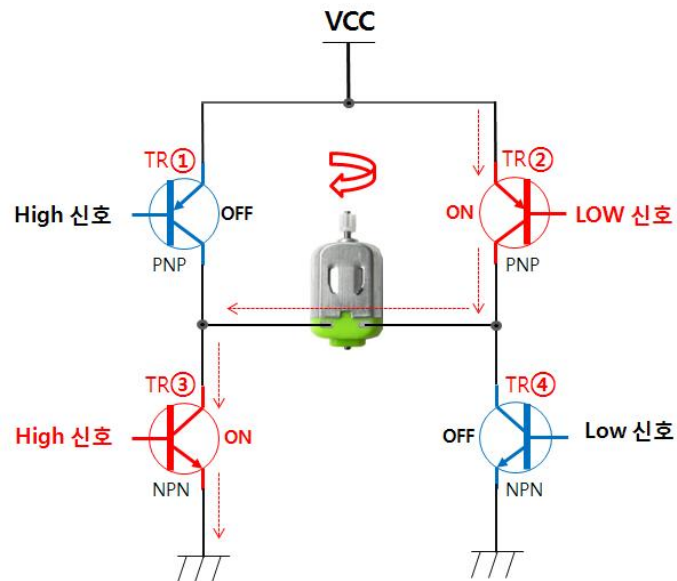 VCC
TR①
TR②
High 신호
OFF
ON
LOW 신호
PNP
PNP
TR③
TR④
High 신호
ON
OFF
Low 신호
NPN
NPN